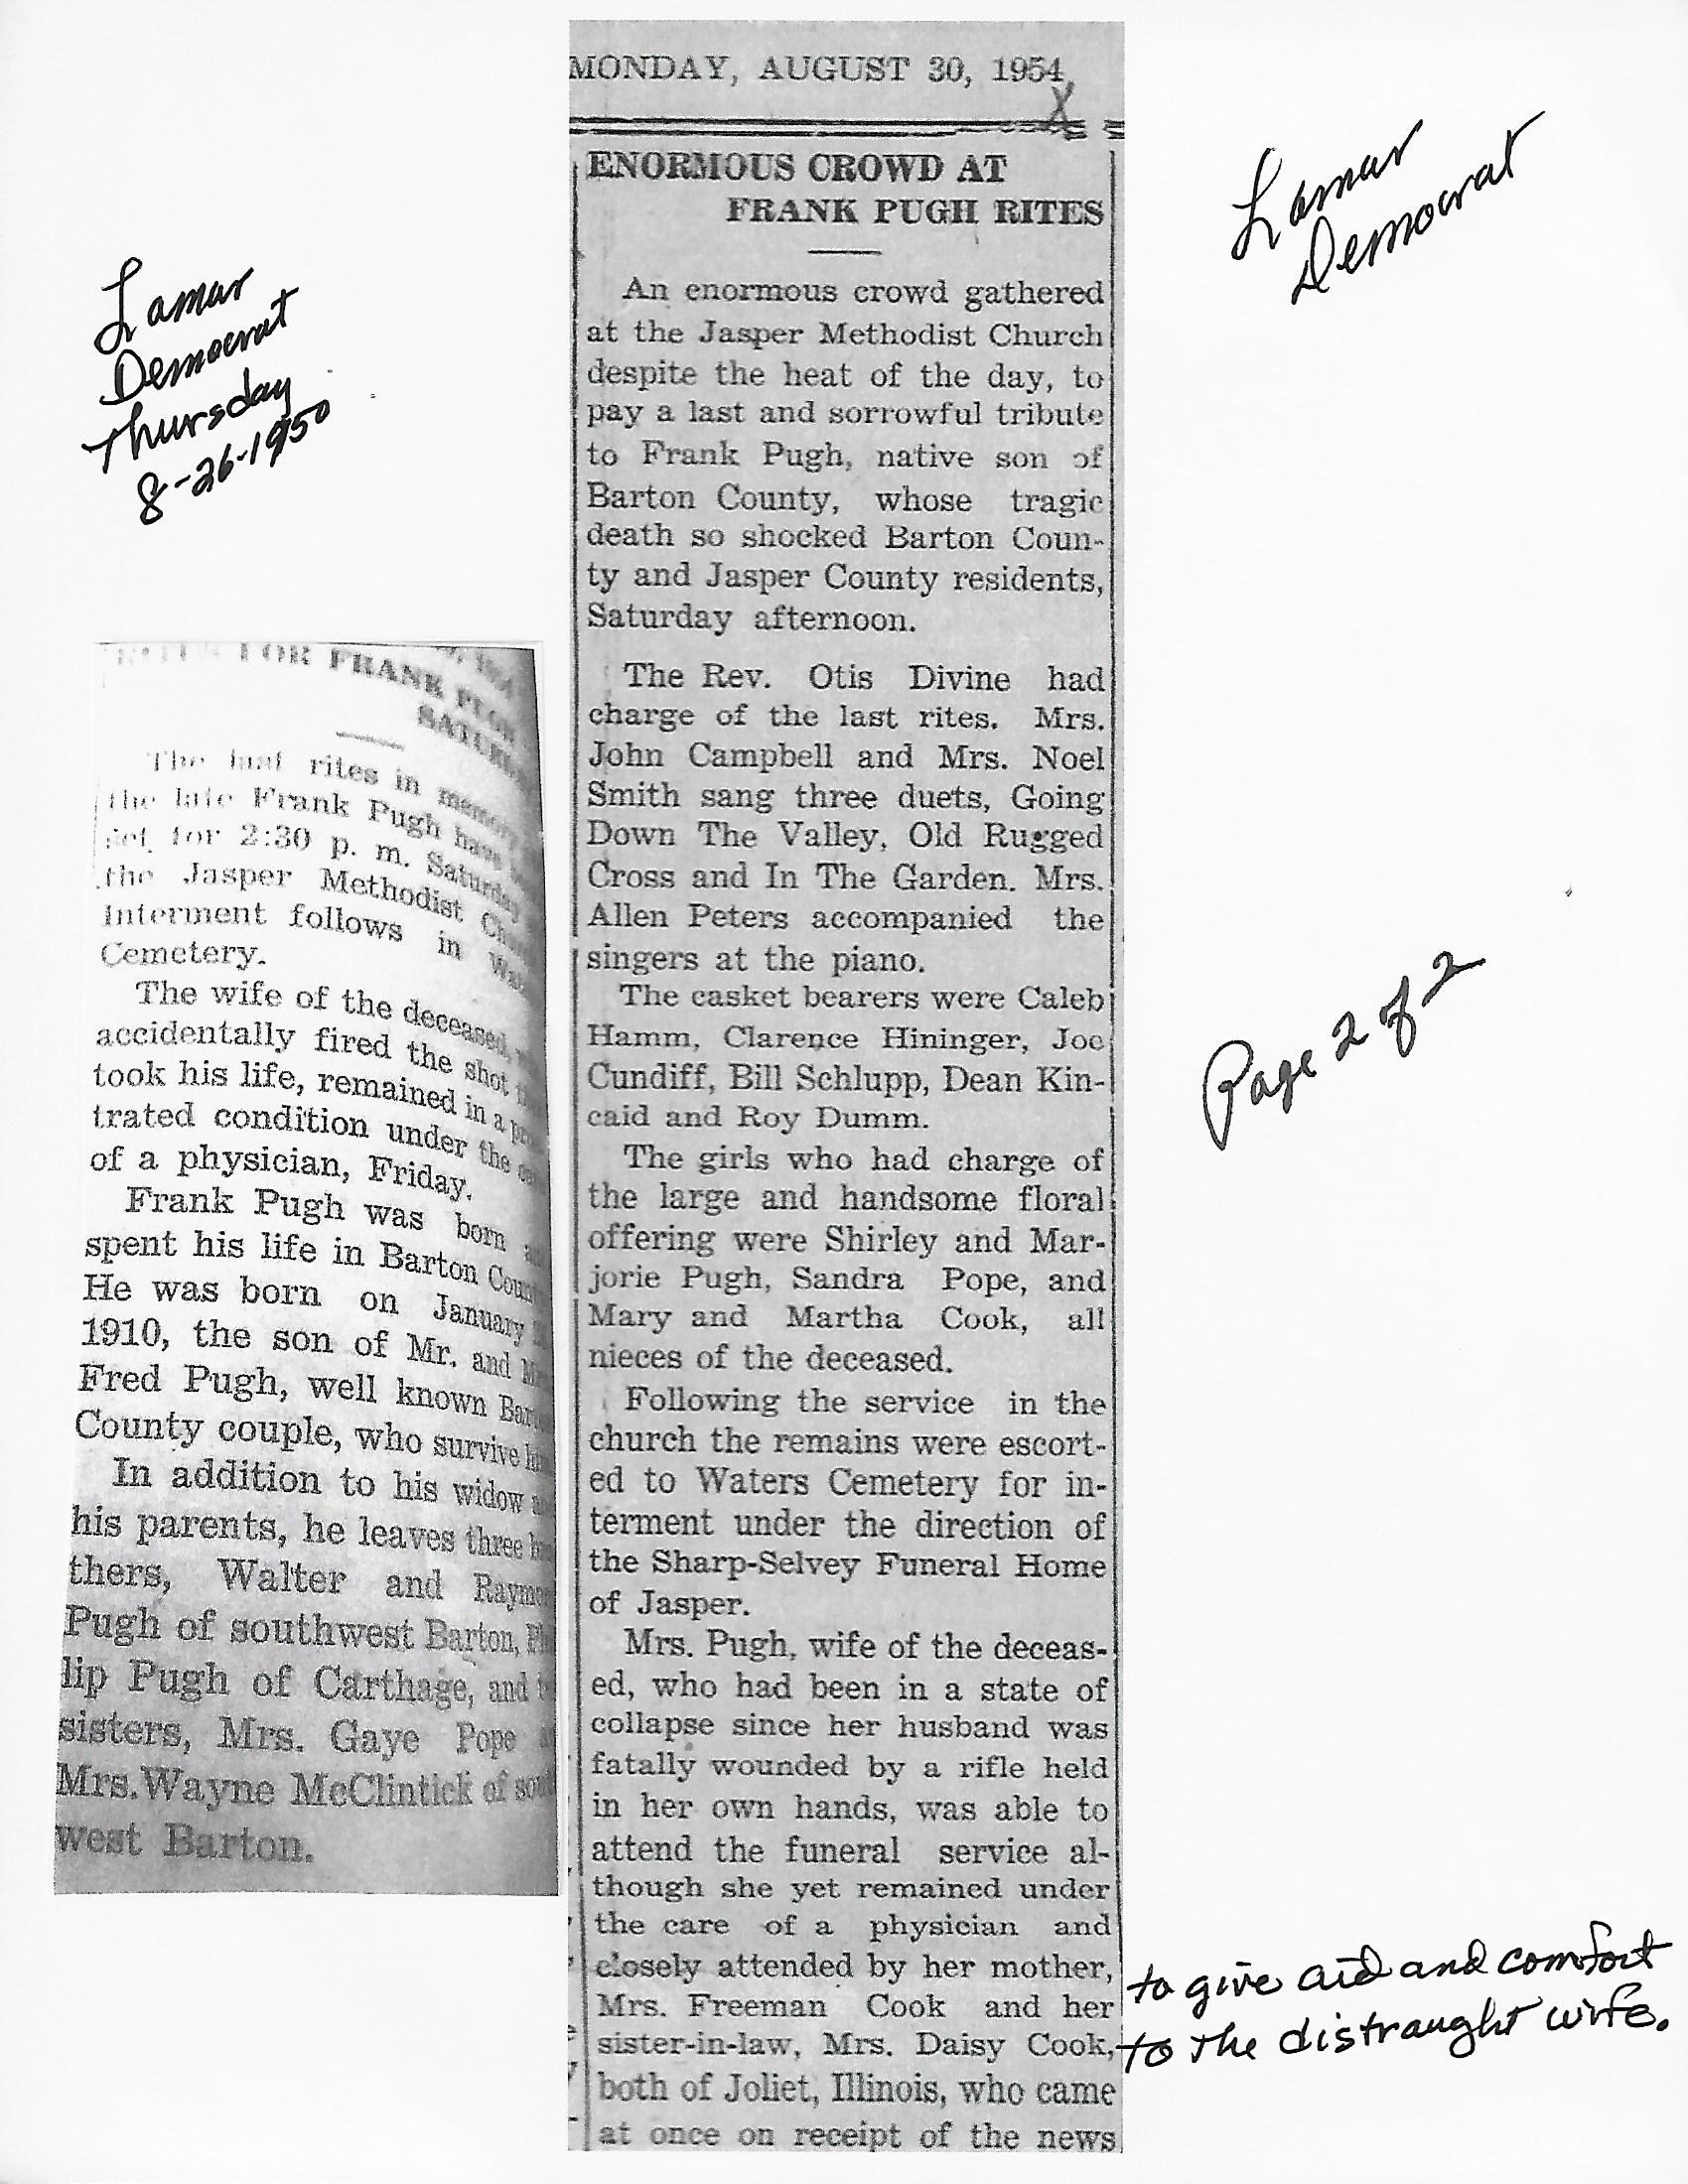 Lamar
Democrat
Thursday
8-26-1950
FOR FRANK
The last rites in memory
the late Frank Pugh have
set for 2:30 p. m. Saturday
the Jasper Methodist
Interment follows in
Cemetery.
The wife of the deceased,
accidentally fired the shot
took his life, remained in a
trated condition under the
of a physician, Friday.
Frank Pugh was born
spent his life in Barton
He was born on January
1910, the son of Mr. and
Fred Pugh, well known
County couple, who survive
In addition to his widow
his parents, he leaves three
thers, Walter and
Pugh of southwest Barton,
lip Pugh of Carthage, and
sisters, Mrs. Gaye Pope
Mrs. Wayne McClintick of
west Barton.
MONDAY, AUGUST 30, 1954
X
ENORMOUS CROWD AT
FRANK PUGH RITES
An enormous crowd gathered
at the Jasper Methodist Church
despite the heat of the day, to
pay a last and sorrowful tribute
to Frank Pugh, native son of
Barton County, whose tragic
death so shocked Barton Coun-
ty and Jasper County residents,
Saturday afternoon.
The Rev. Otis Divine had
charge of the last rites. Mrs.
John Campbell and Mrs. Noel
Smith sang three duets, Going
Down The Valley, Old Rugged
Cross and In The Garden. Mrs.
Allen Peters accompanied the
singers at the piano.
The casket bearers were Caleb
Hamm, Clarence Hininger, Joe
Cundiff, Bill Schlupp, Dean Kin-
caid and Roy Dumm.
The girls who had charge of
the large and handsome floral
offering were Shirley and Mar-
jorie Pugh, Sandra Pope, and
Mary and Martha Cook, all
nieces of the deceased.
Following the service in the
church the remains were escort-
ed to Waters Cemetery for in-
terment under the direction of
the Sharp-Selvey Funeral Home
of Jasper.
Mrs. Pugh, wife of the deceas-
ed, who had been in a state of
collapse since her husband was
fatally wounded by a rifle held
in her own hands, was able to
attend the funeral service al-
though she yet remained under
the care of a physician and
closely attended by her mother,
Mrs. Freeman Cook and her
sister-in-law, Mrs. Daisy Cook,
both of Joliet, Illinois, who came
at once on receipt of the news
to give aid and comfort
to the distraught wife.
Lamar
Democrat
Page 2 of 2